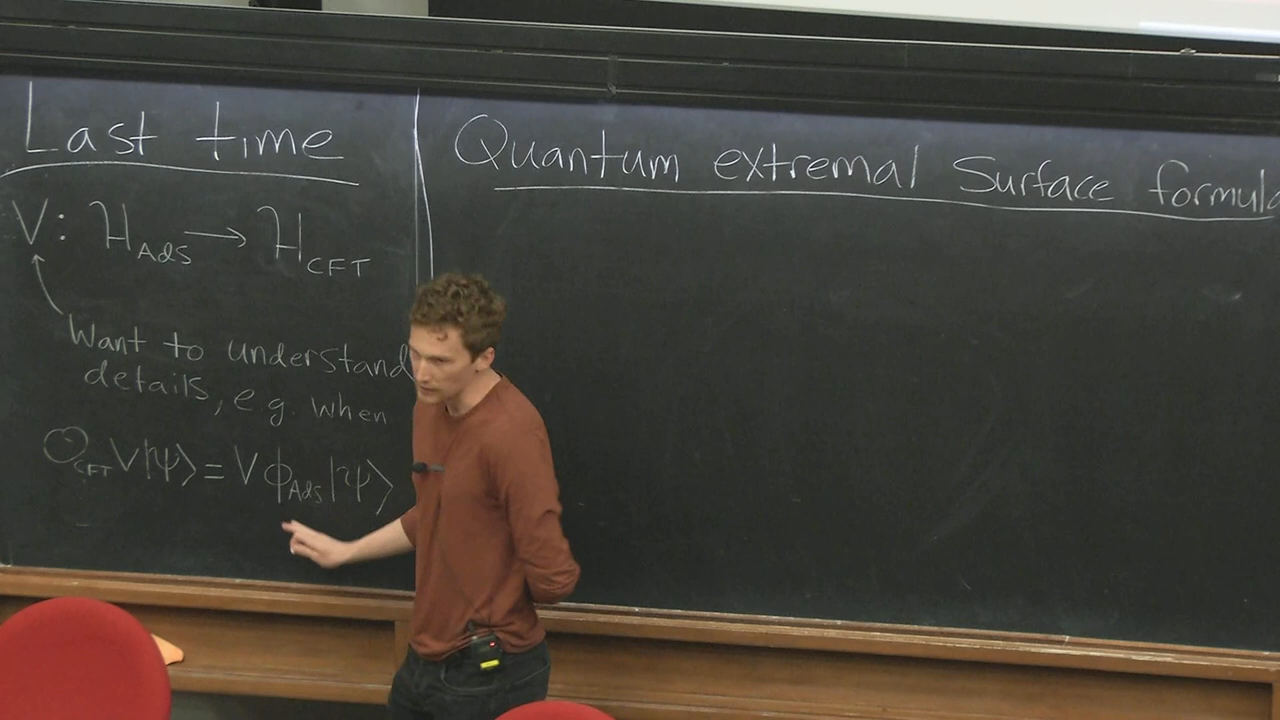 Last time
V: H_AdS → H_CFT
Want to understand
details, e.g. when
O_CFT V|ψ⟩ = V ϕ_AdS |ψ⟩
Quantum extremal Surface formula